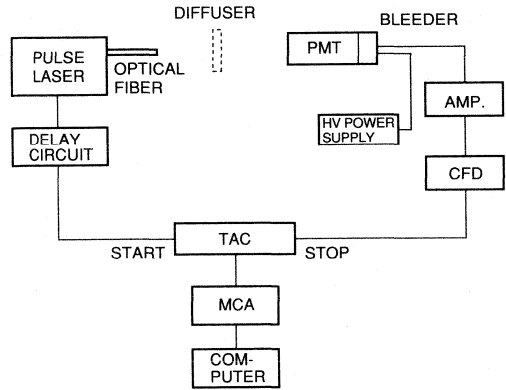 DIFFUSER
BLEEDER
PULSE
LASER
OPTICAL
FIBER
PMT
AMP.
HV POWER
SUPPLY
DELAY
CIRCUIT
CFD
START
TAC
STOP
MCA
COM-
PUTER